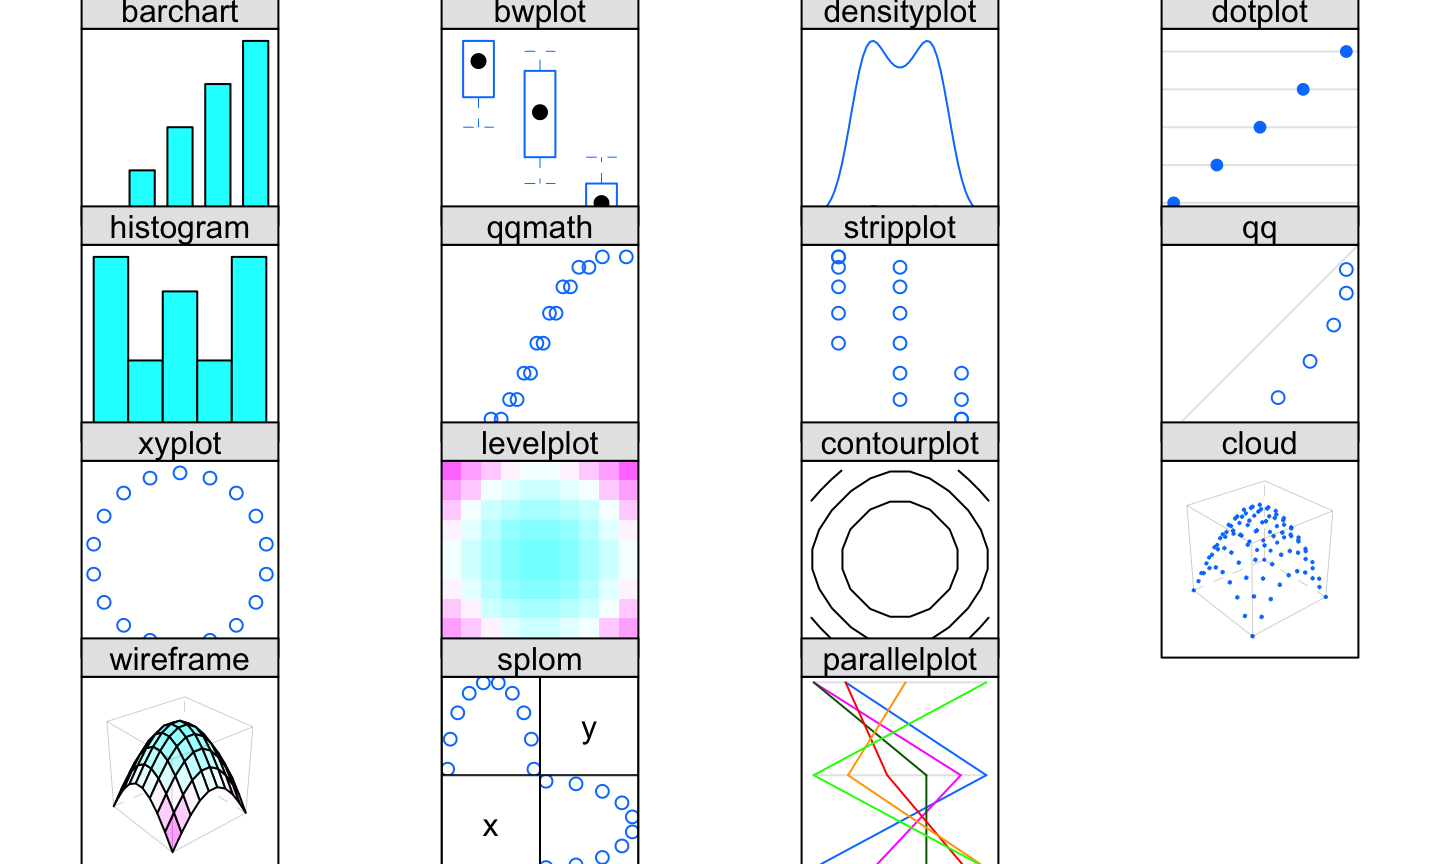 barchart
bwplot
densityplot
dotplot
histogram
qqmath
stripplot
qq
xyplot
levelplot
contourplot
cloud
wireframe
splom
parallelplot
y
x